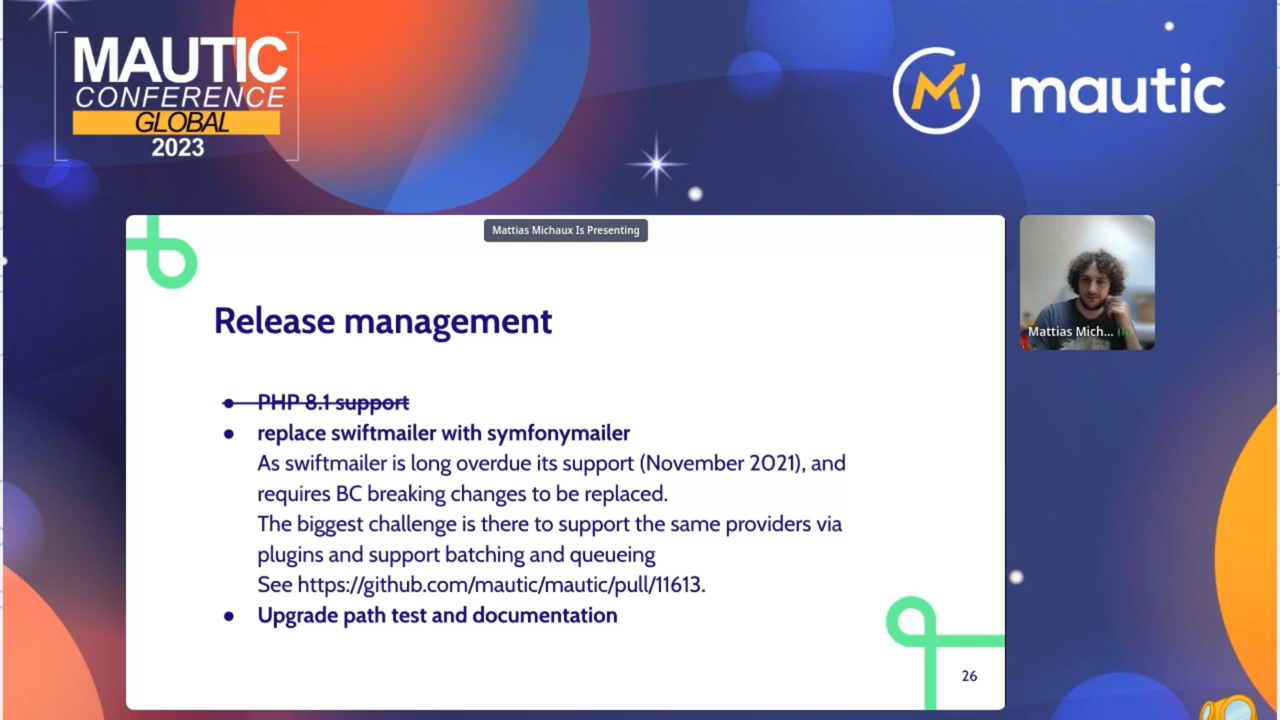 MAUTIC
CONFERENCE
GLOBAL
2023
mautic
Mattias Michaux Is Presenting
Mattias Mich...
Release management
● PHP 8.1 support
● replace swiftmailer with symfonymailer
As swiftmailer is long overdue its support (November 2021), and
requires BC breaking changes to be replaced.
The biggest challenge is there to support the same providers via
plugins and support batching and queueing
See https://github.com/mautic/mautic/pull/11613.
● Upgrade path test and documentation
26